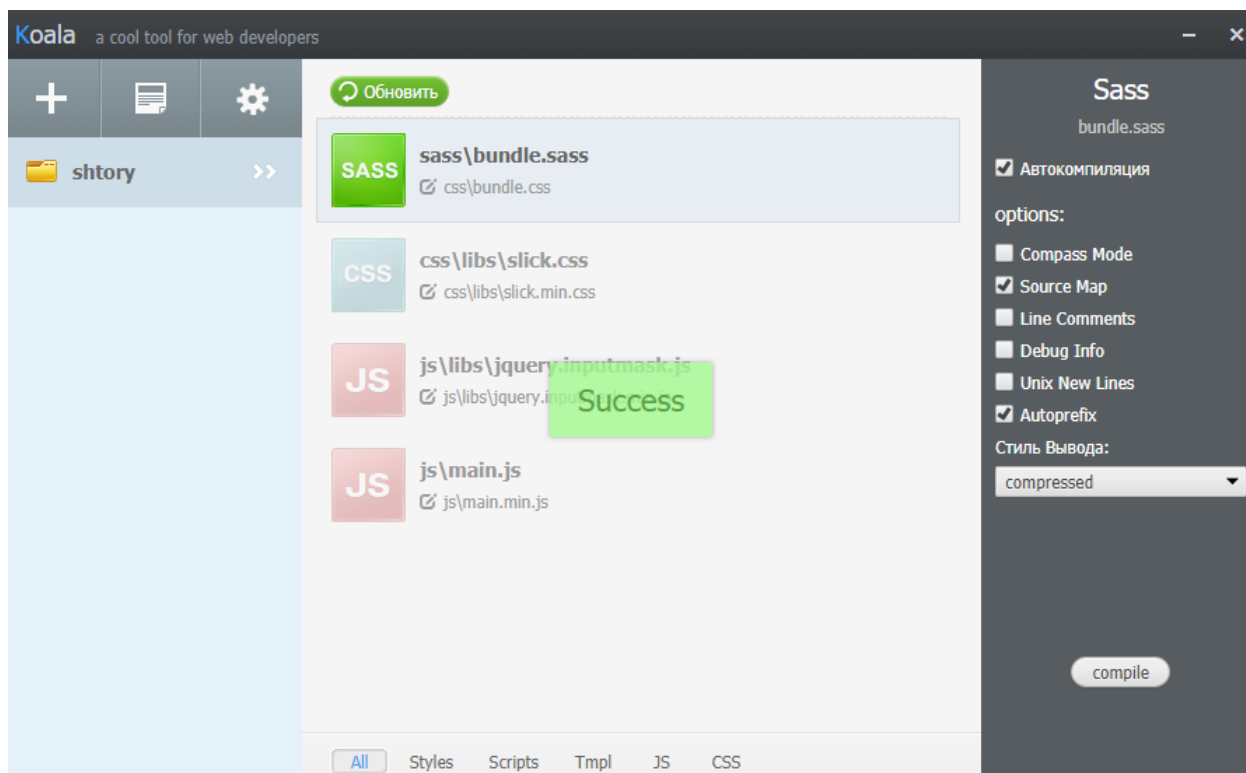 Koala a cool tool for web developers
shtory
Обновить
SASS
sass\bundle.sass
css\bundle.css
CSS
css\libs\slick.css
css\libs\slick.min.css
JS
js\libs\jquery.inputmask.js
js\libs\jquery.
Success
JS
js\main.js
js\main.min.js
All Styles Scripts Tmpl JS CSS
Sass
bundle.sass
Автокомпиляция
options:
Compass Mode
Source Map
Line Comments
Debug Info
Unix New Lines
Autoprefix
Стиль Вывода:
compressed
compile